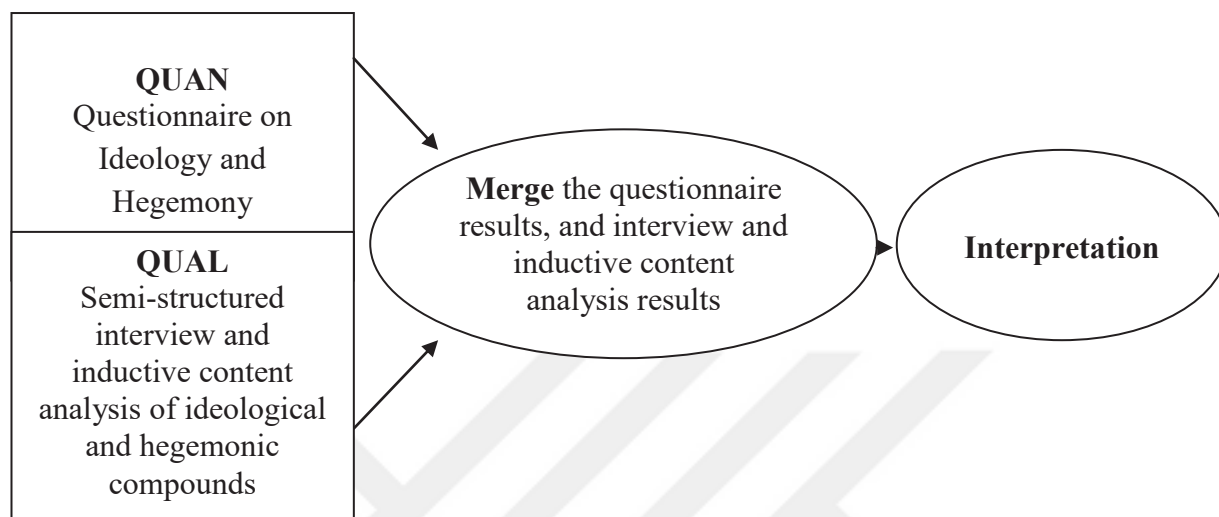 QUAN
Questionnaire on
Ideology and
Hegemony
QUAL
Semi-structured
interview and
inductive content
analysis of ideological
and hegemonic
compounds
Merge the questionnaire
results, and interview and
inductive content
analysis results
Interpretation